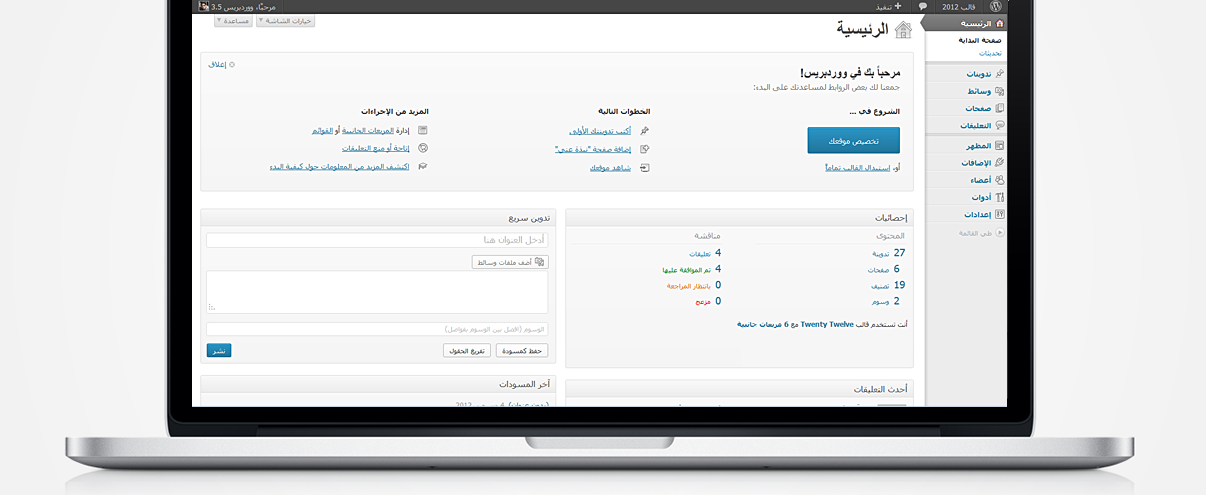 قالب 2012
تنفيذ
مرحبًا، ووردبريس 3.5
خيارات الشاشة
مساعدة
الرئيسية
صفحة البداية
تحديثات
تدوينات
وسائط
صفحات
التعليقات
المظهر
الإضافات
أعضاء
أدوات
إعدادات
طي القائمة
الرئيسية
إغلاق
مرحباً بك في ووردبريس!
جمعنا لك بعض الروابط لمساعدتك على البدء:
الشروع في ...
تخصيص موقعك
أو، استبدال القالب تماماً
الخطوات التالية
أكتب تدوينتك الأولى
إضافة صفحة "نبذة عني"
شاهد موقعك
المزيد من الإجراءات
إدارة المربعات الجانبية أو القوائم
إتاحة أو منع التعليقات
اكتشف المزيد من المعلومات حول كيفية البدء
إحصائيات
المحتوى
27 تدوينة
6 صفحات
19 تصنيف
2 وسوم
مناقشة
4 تعليقات
4 تم الموافقة عليها
0 بانتظار المراجعة
0 مزعج
أنت تستخدم قالب Twenty Twelve مع 6 مربعات جانبية
أحدث التعليقات
تدوين سريع
أدخل العنوان هنا
أضف ملفات وسائط
الوسوم (افصل بين الوسوم بفواصل)
حفظ كمسودة
تفريغ الحقول
نشر
آخر المسودات